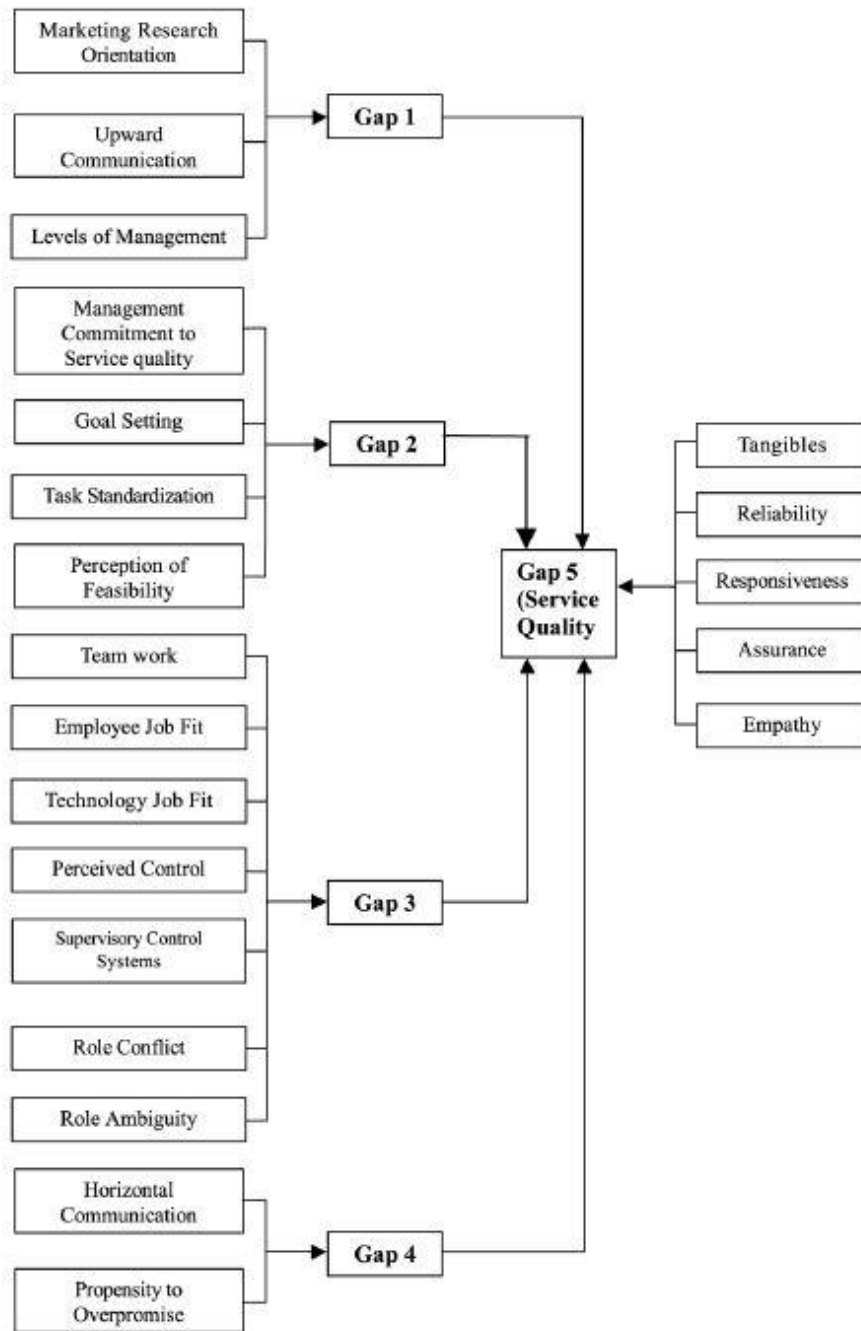 Marketing Research
Orientation
Upward
Communication
Levels of Management
Gap 1
Management
Commitment to
Service quality
Goal Setting
Task Standardization
Perception of
Feasibility
Gap 2
Team work
Employee Job Fit
Technology Job Fit
Perceived Control
Supervisory Control
Systems
Role Conflict
Role Ambiguity
Gap 3
Horizontal
Communication
Propensity to
Overpromise
Gap 4
Gap 5
(Service
Quality
Tangibles
Reliability
Responsiveness
Assurance
Empathy